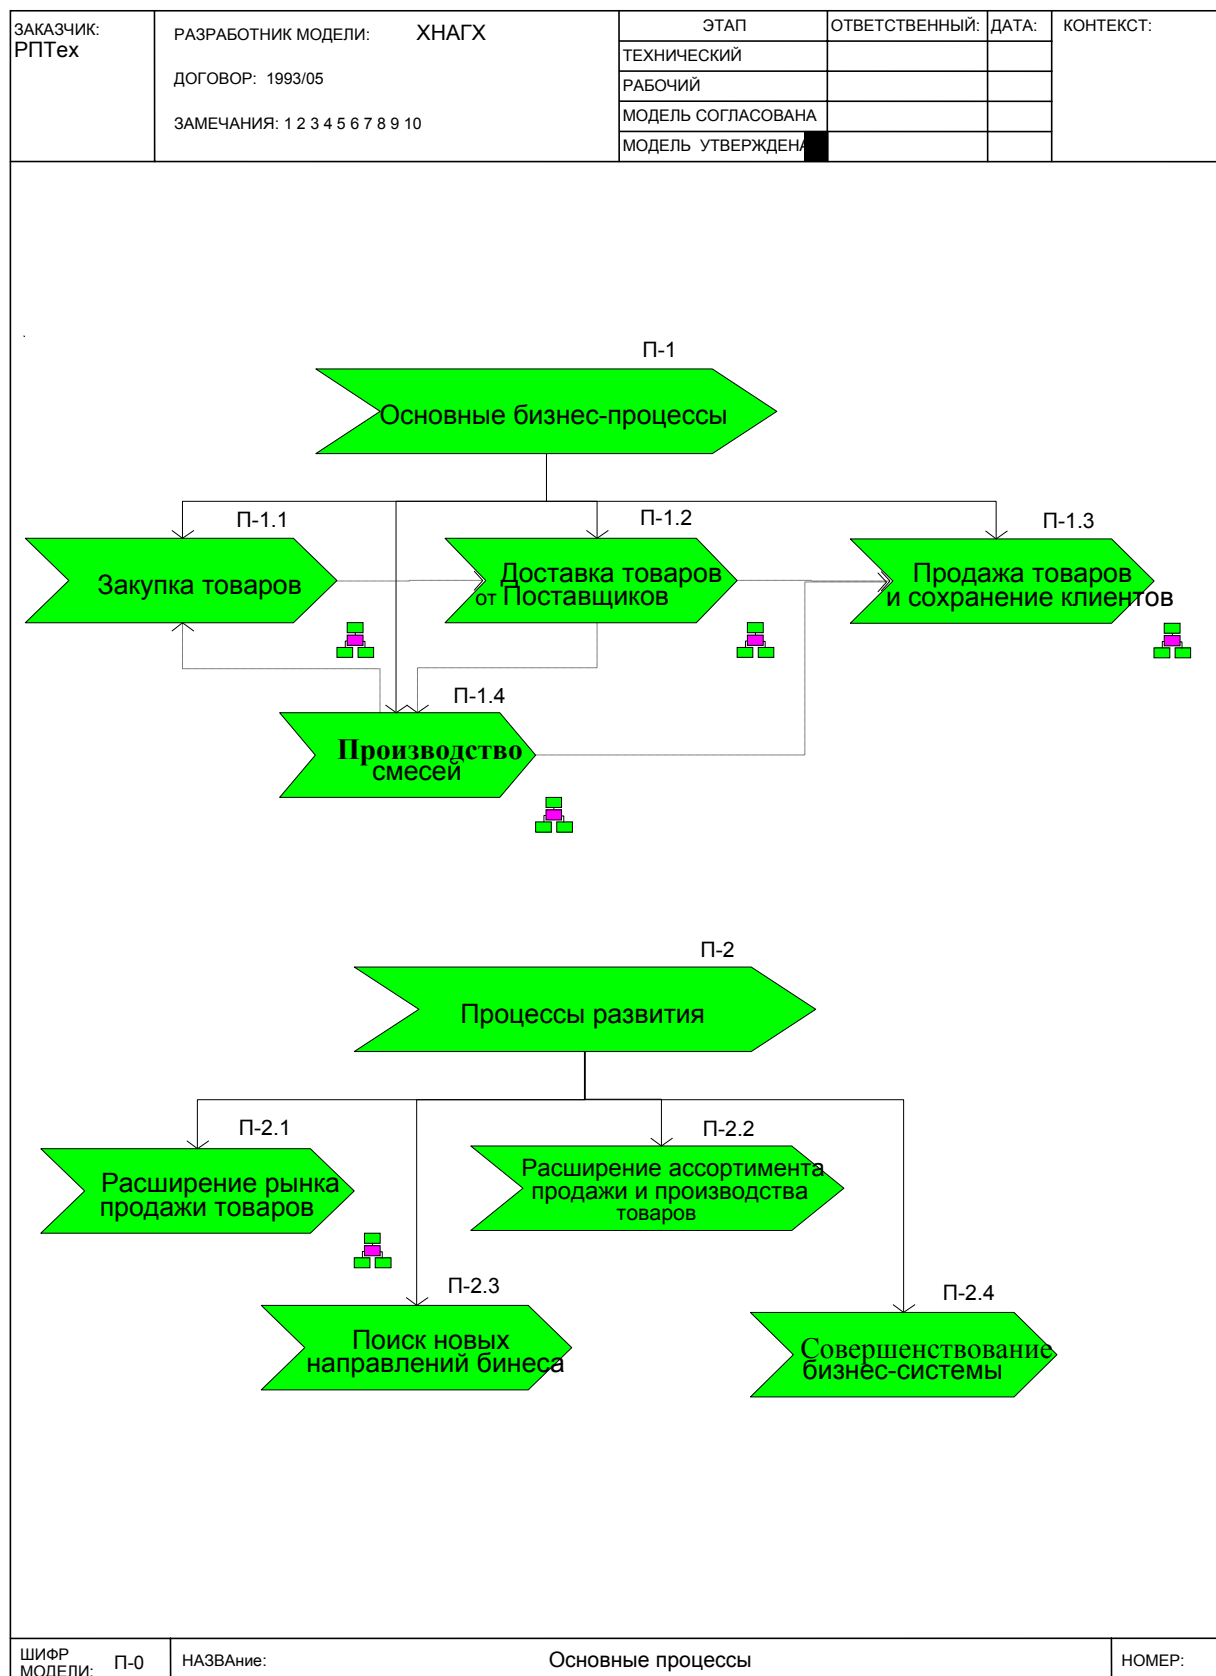 ЗАКАЗЧИК:
РПТех
РАЗРАБОТНИК МОДЕЛИ: ХНАГХ
ДОГОВОР: 1993/05
ЗАМЕЧАНИЯ: 1 2 3 4 5 6 7 8 9 10
ЭТАП ОТВЕТСТВЕННЫЙ: ДАТА: КОНТЕКСТ:
ТЕХНИЧЕСКИЙ
РАБОЧИЙ
МОДЕЛЬ СОГЛАСОВАНА
МОДЕЛЬ УТВЕРЖДЕНА
П-1
Основные бизнес-процессы
П-1.1
Закупка товаров
П-1.2
Доставка товаров
от Поставщиков
П-1.3
Продажа товаров
и сохранение клиентов
П-1.4
Производство
смесей
П-2
Процессы развития
П-2.1
Расширение рынка
продажи товаров
П-2.2
Расширение ассортимента
продажи и производства
товаров
П-2.3
Поиск новых
направлений бинеса
П-2.4
Совершенствование
бизнес-системы
ШИФР
МОДЕЛИ: П-0
НАЗВАние: Основные процессы
НОМЕР: